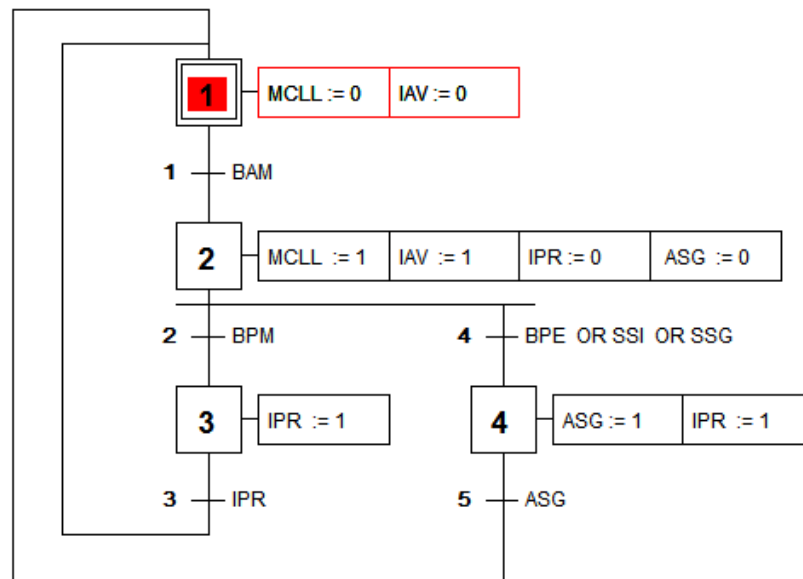 1 MCLL := 0 IAV := 0
1 BAM
2 MCLL := 1 IAV := 1 IPR := 0 ASG := 0
2 BPM 4 BPE OR SSI OR SSG
3 IPR := 1 4 ASG := 1 IPR := 1
3 IPR 5 ASG